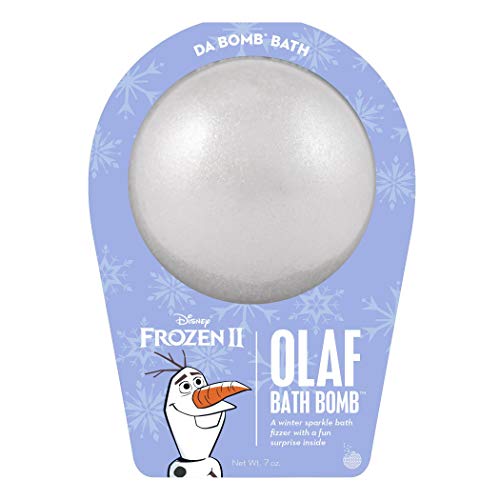 DA BOMB® BATH
Disney
FROZEN II
OLAF
BATH BOMB™
A winter sparkle bath
fizzer with a fun
surprise inside
Net Wt. 7 oz.